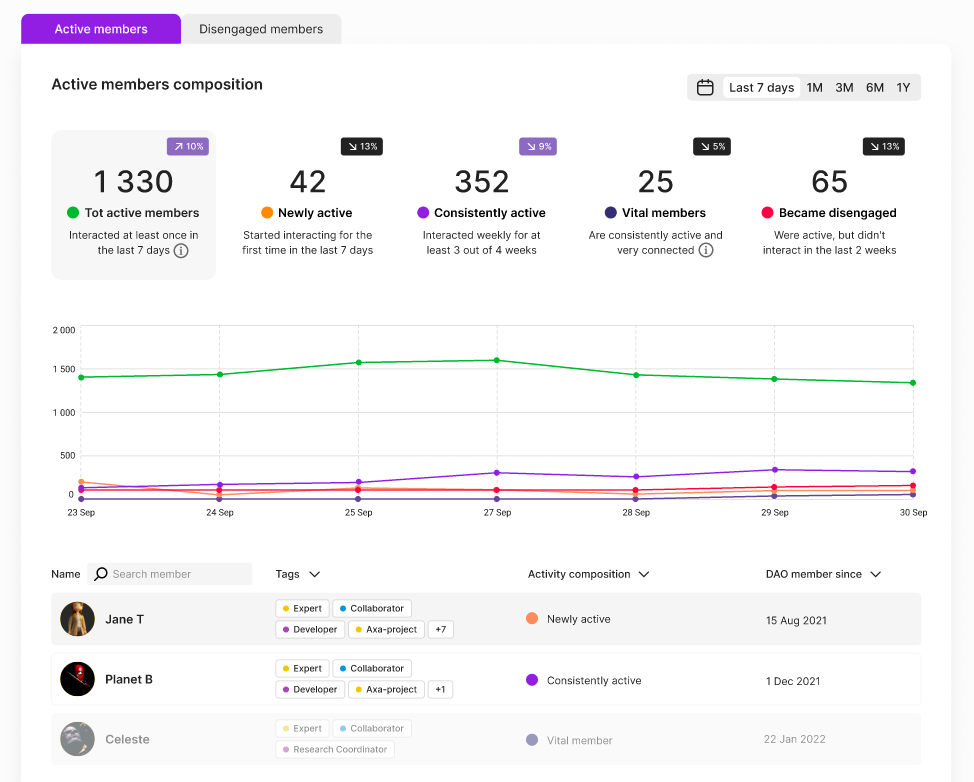 Active members
Disengaged members
Active members composition
Last 7 days 1M 3M 6M 1Y
10%
1 330
Tot active members
Interacted at least once in
the last 7 days
13%
42
Newly active
Started interacting for the
first time in the last 7 days
9%
352
Consistently active
Interacted weekly for at
least 3 out of 4 weeks
5%
25
Vital members
Are consistently active and
very connected
13%
65
Became disengaged
Were active, but didn't
interact in the last 2 weeks
2 000
1 500
1 000
500
0
23 Sep 24 Sep 25 Sep 27 Sep 28 Sep 29 Sep 30 Sep
Name Search member Tags Activity composition DAO member since
Jane T
Expert Collaborator
Developer Axa-project +7
Newly active
15 Aug 2021
Planet B
Expert Collaborator
Developer Axa-project +1
Consistently active
1 Dec 2021
Celeste
Expert Collaborator
Research Coordinator
Vital member
22 Jan 2022